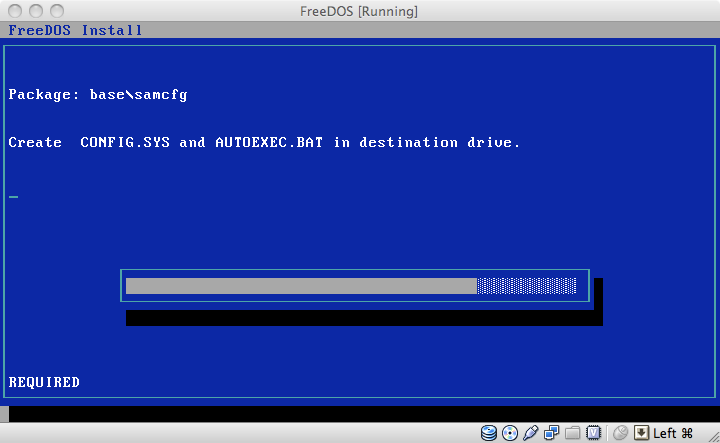 FreeDOS [Running]
FreeDOS Install
Package: base\samcfg
Create  CONFIG.SYS and AUTOEXEC.BAT in destination drive.
REQUIRED
Left ⌘